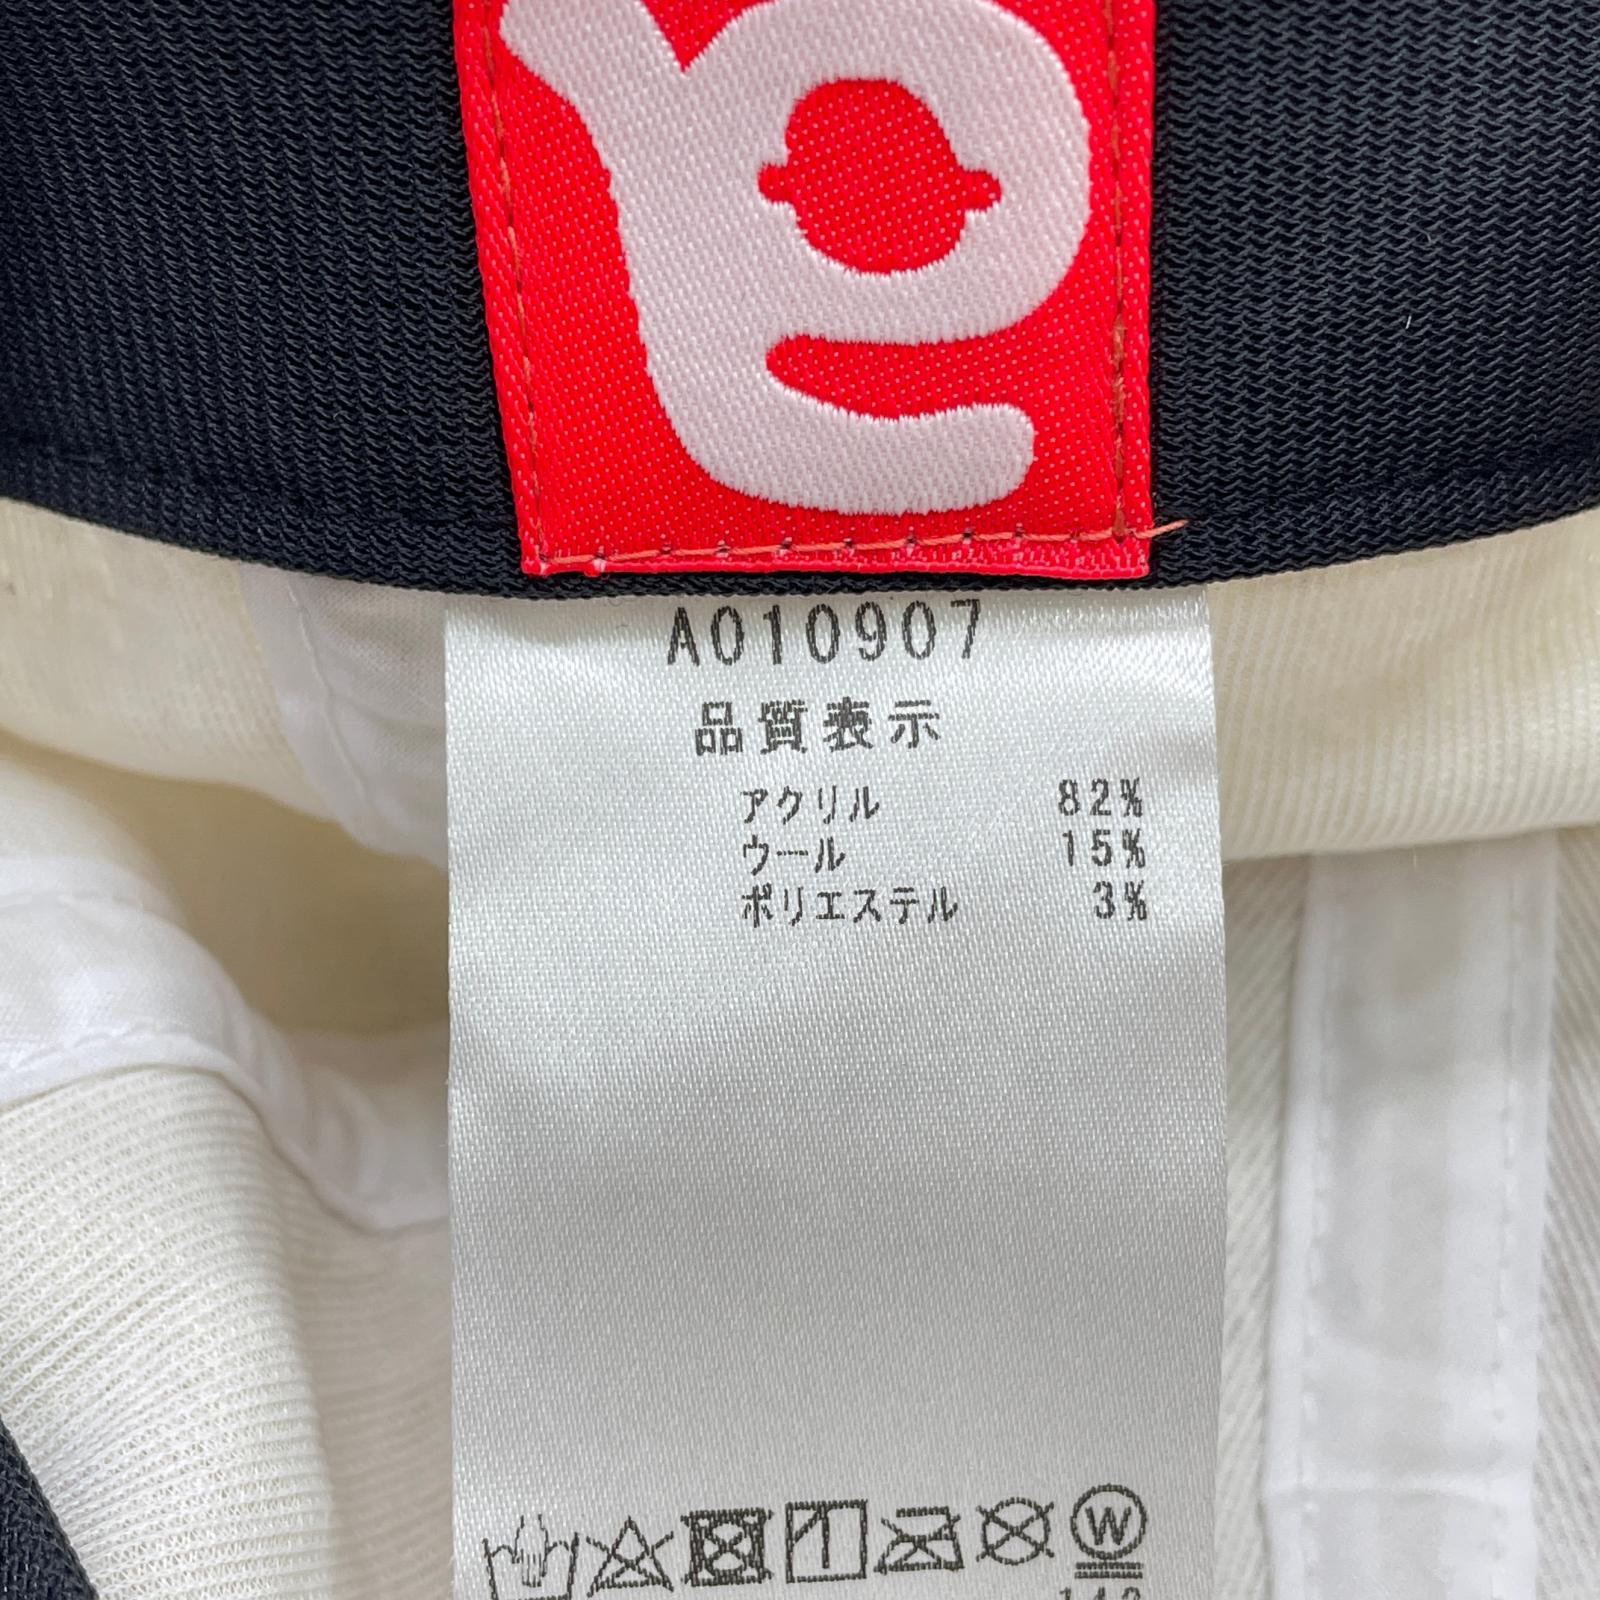 A010907
品質表示
アクリル 82%
ウール 15%
ポリエステル 3%
W